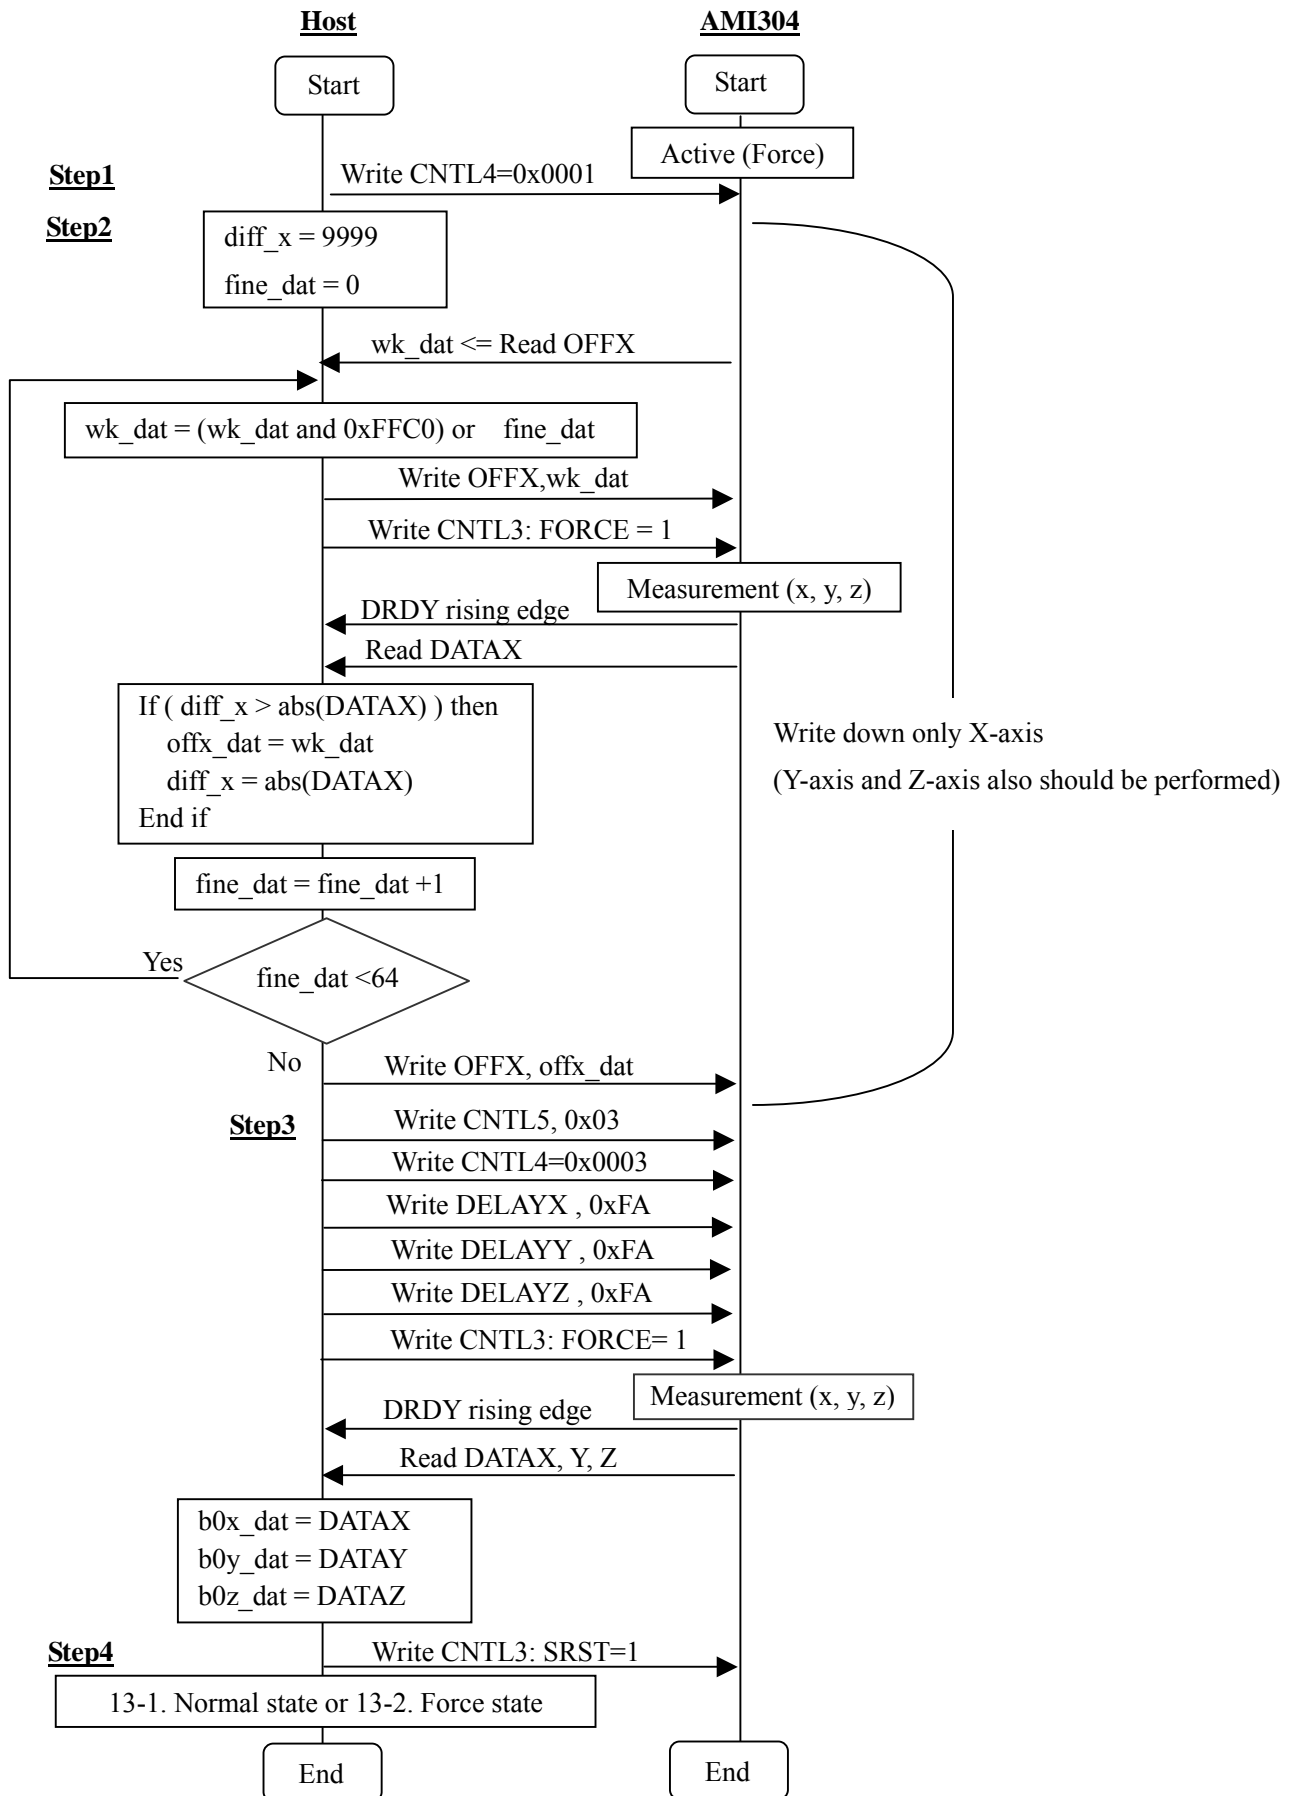 Host
AMI304
Start
Start
Active (Force)
Step1
Write CNTL4=0x0001
Step2
diff_x = 9999
fine_dat = 0
wk_dat <= Read OFFX
wk_dat = (wk_dat and 0xFFC0) or fine_dat
Write OFFX,wk_dat
Write CNTL3: FORCE = 1
Measurement (x, y, z)
DRDY rising edge
Read DATAX
If ( diff_x > abs(DATAX) ) then
offx_dat = wk_dat
diff_x = abs(DATAX)
End if
Write down only X-axis
(Y-axis and Z-axis also should be performed)
fine_dat = fine_dat +1
Yes
fine_dat <64
No
Write OFFX, offx_dat
Step3
Write CNTL5, 0x03
Write CNTL4=0x0003
Write DELAYX , 0xFA
Write DELAYY , 0xFA
Write DELAYZ , 0xFA
Write CNTL3: FORCE= 1
Measurement (x, y, z)
DRDY rising edge
Read DATAX, Y, Z
b0x_dat = DATAX
b0y_dat = DATAY
b0z_dat = DATAZ
Step4
Write CNTL3: SRST=1
13-1. Normal state or 13-2. Force state
End
End